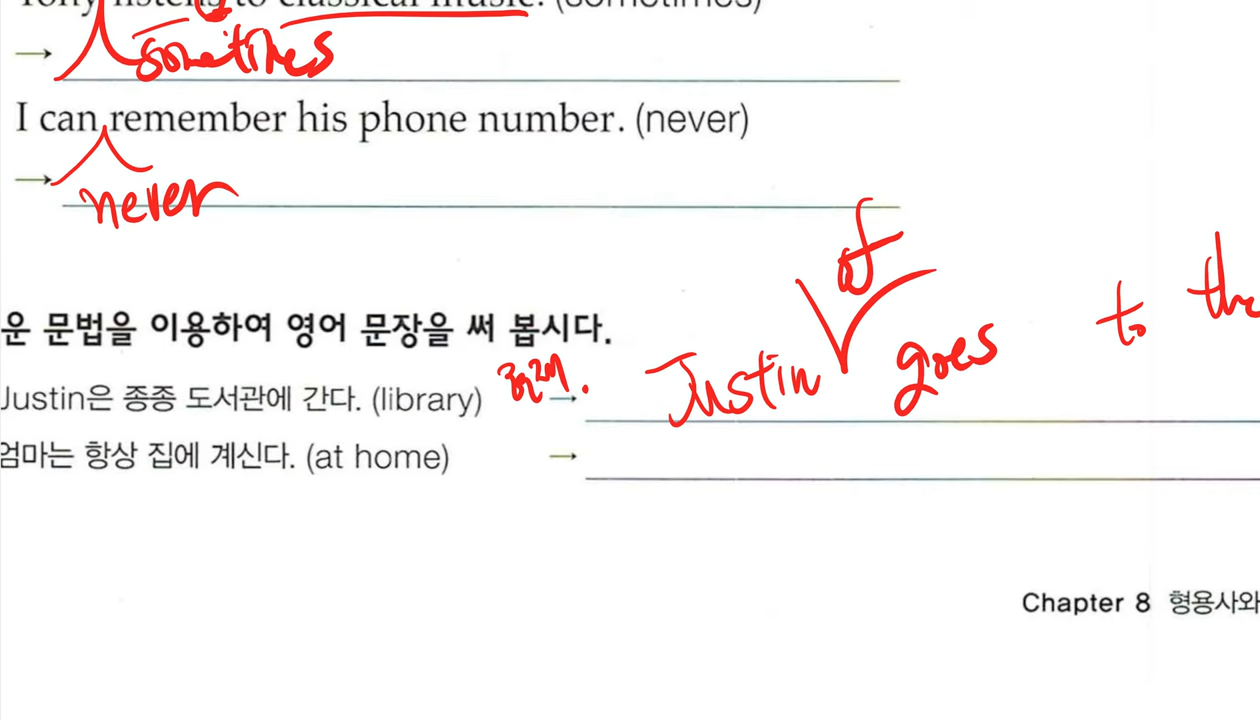 Tony listens to classical music. (sometimes)
→ sometimes
I can remember his phone number. (never)
→ never
운 문법을 이용하여 영어 문장을 써 봅시다.
of
Justin은 종종 도서관에 간다. (library) 현재. → Justin goes to the
엄마는 항상 집에 계신다. (at home) →
Chapter 8 형용사와